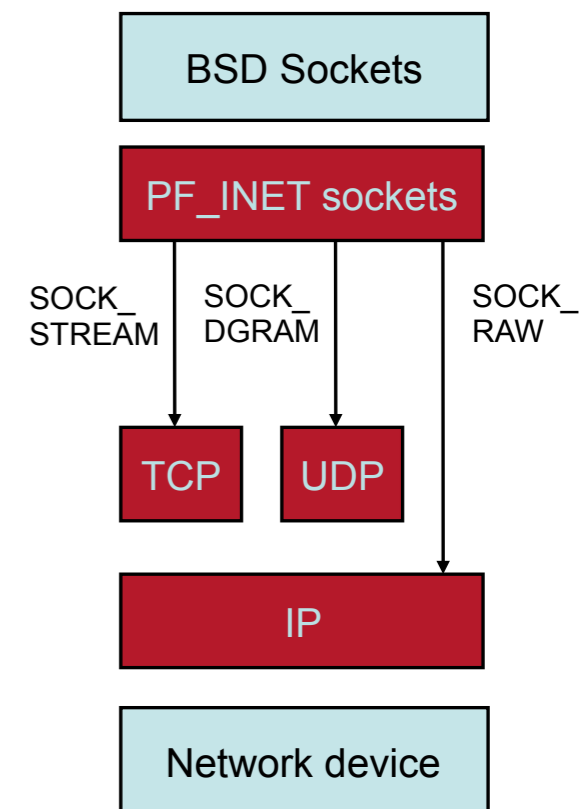 BSD Sockets
PF_INET sockets
SOCK_
STREAM
SOCK_
DGRAM
SOCK_
RAW
TCP
UDP
IP
Network device